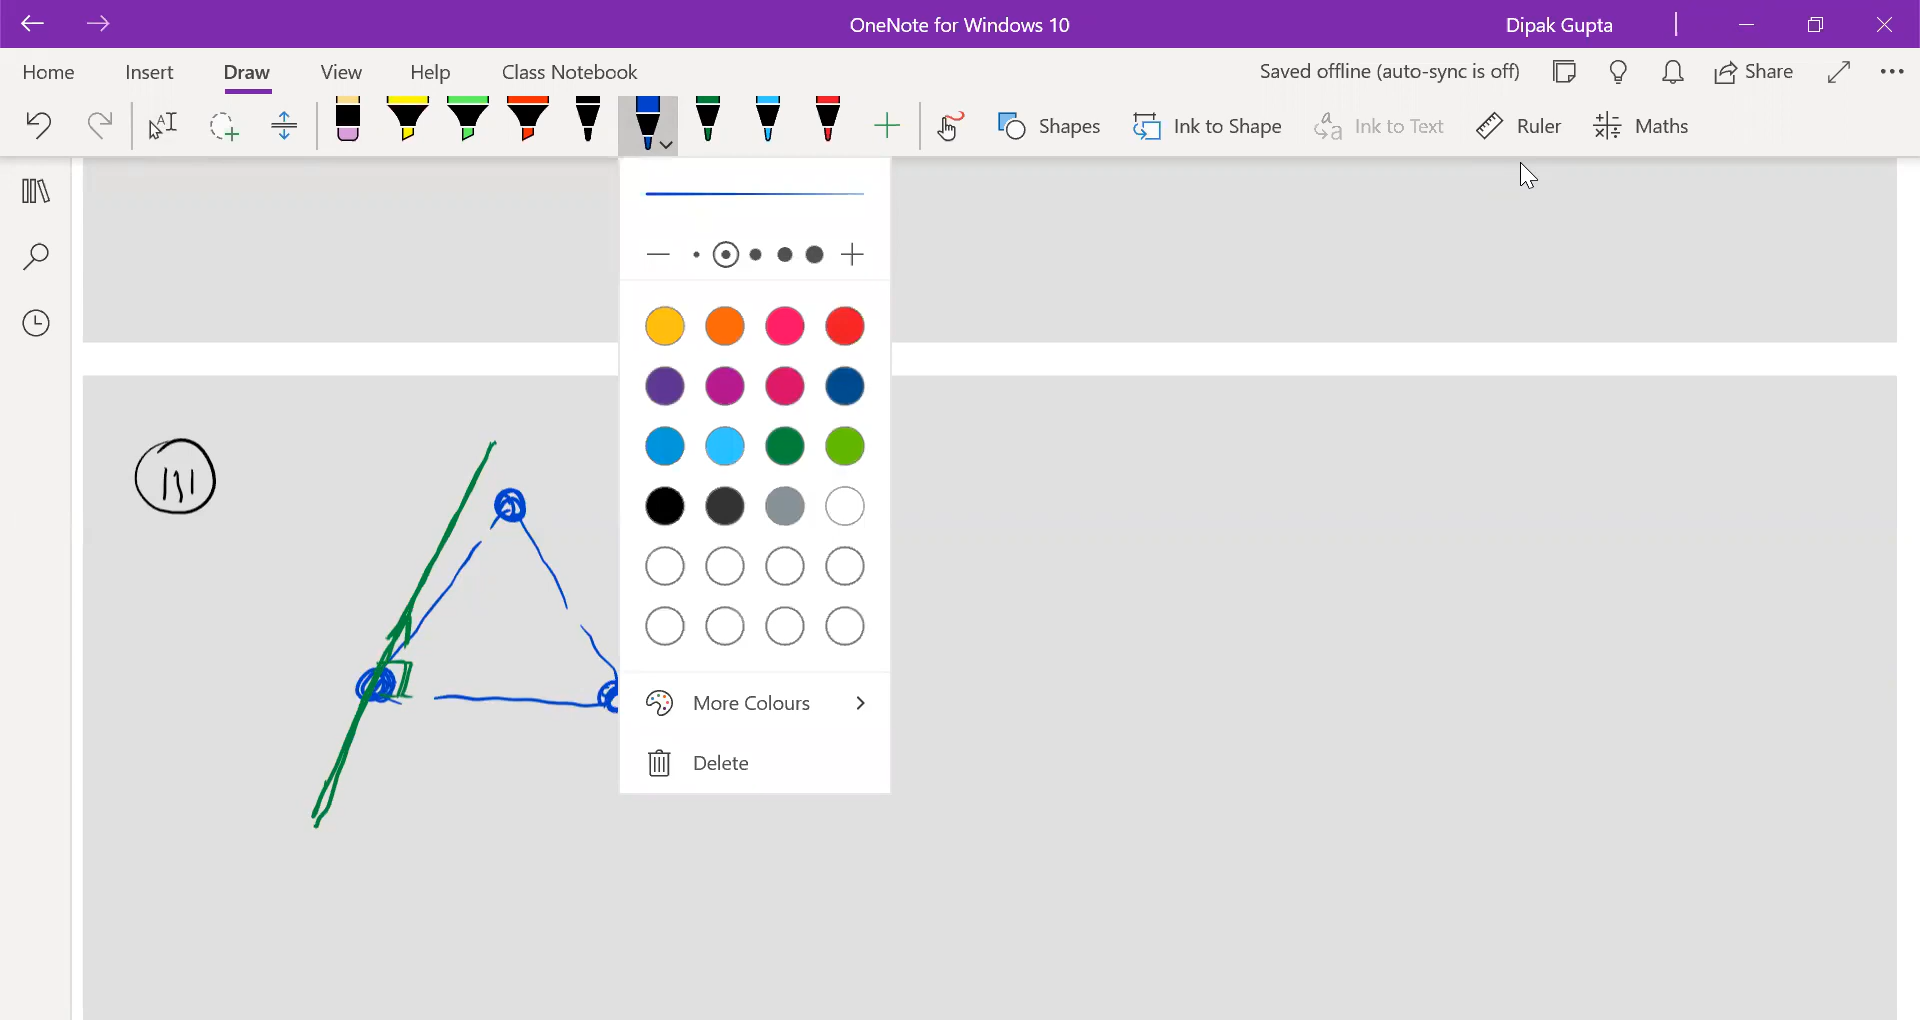 OneNote for Windows 10
Dipak Gupta
Home Insert Draw View Help Class Notebook
Saved offline (auto-sync is off) Share
Shapes Ink to Shape Ink to Text Ruler Maths
More Colours
Delete